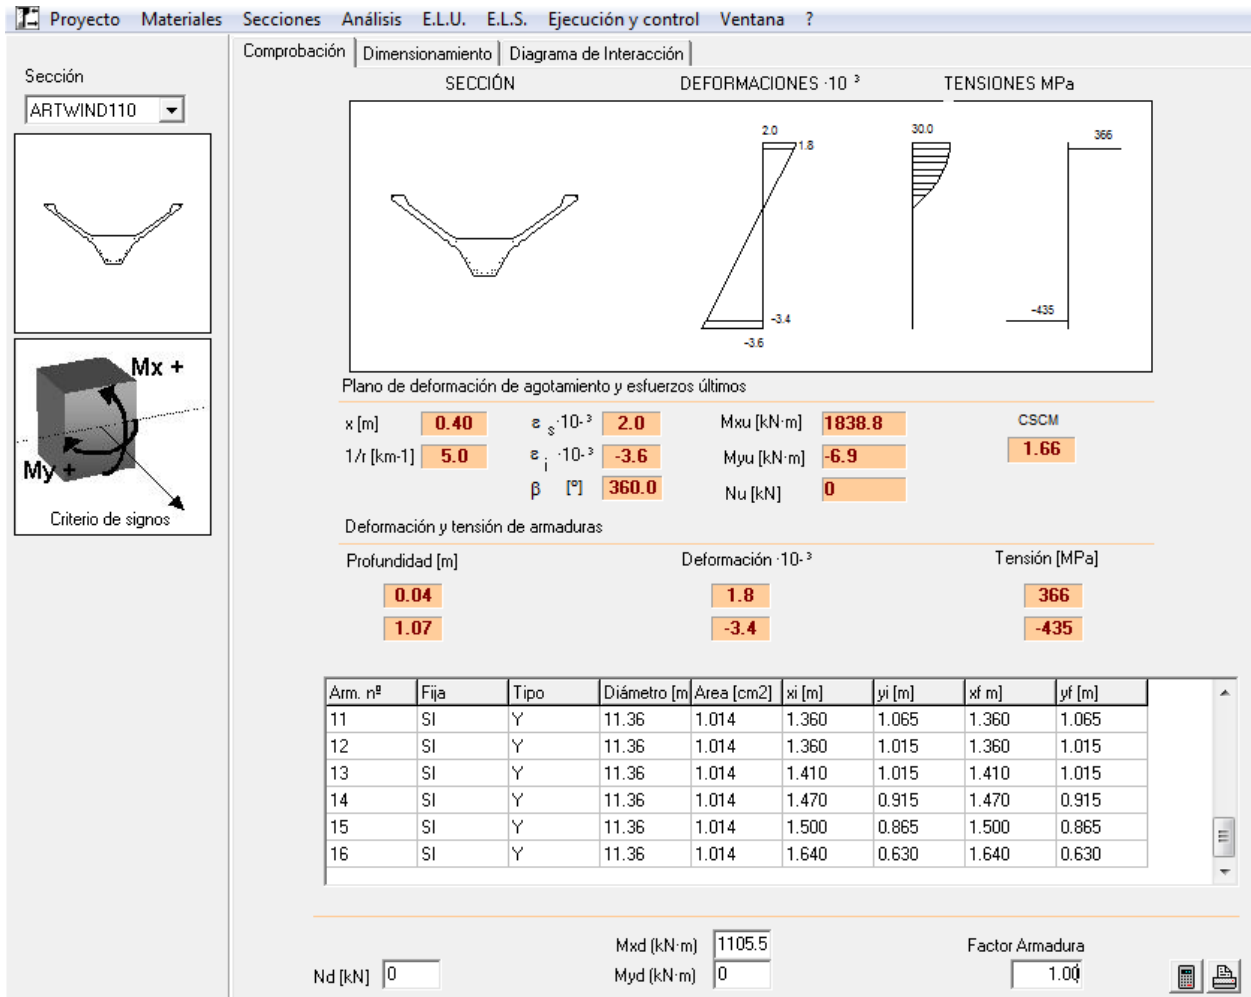 Proyecto Materiales Secciones Análisis E.L.U. E.L.S. Ejecución y control Ventana ?
Comprobación Dimensionamiento Diagrama de Interacción
Sección
ARTWIND110
SECCIÓN DEFORMACIONES ·10 ³ TENSIONES MPa
2.0 30.0 366
1.8
-435
-3.4
-3.6
Mx +
My +
Criterio de signos
Plano de deformación de agotamiento y esfuerzos últimos
x [m] 0.40 ε s ·10-³ 2.0 Mxu [kN·m] 1838.8 CSCM
1/r [km-1] 5.0 ε i ·10-³ -3.6 Myu [kN·m] -6.9 1.66
β [º] 360.0 Nu [kN] 0
Deformación y tensión de armaduras
Profundidad [m] Deformación ·10-³ Tensión [MPa]
0.04 1.8 366
1.07 -3.4 -435
Arm. nº Fija Tipo Diámetro [m Area [cm2] xi [m] yi [m] xf m] yf [m]
11 SI Y 11.36 1.014 1.360 1.065 1.360 1.065
12 SI Y 11.36 1.014 1.360 1.015 1.360 1.015
13 SI Y 11.36 1.014 1.410 1.015 1.410 1.015
14 SI Y 11.36 1.014 1.470 0.915 1.470 0.915
15 SI Y 11.36 1.014 1.500 0.865 1.500 0.865
16 SI Y 11.36 1.014 1.640 0.630 1.640 0.630
Mxd (kN·m) 1105.5 Factor Armadura
Nd [kN] 0 Myd (kN·m) 0 1.00